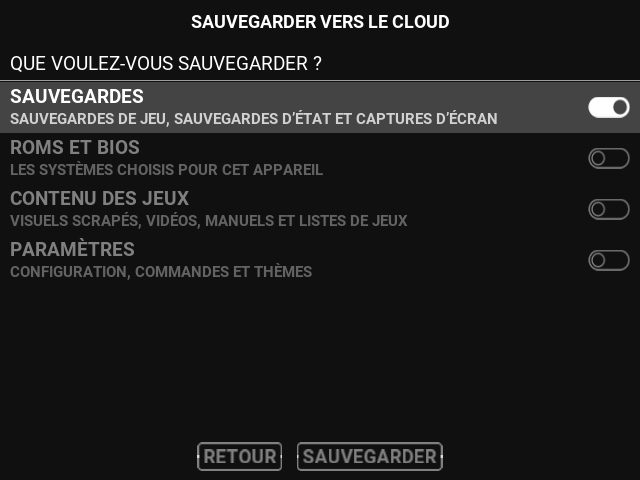 SAUVEGARDER VERS LE CLOUD
QUE VOULEZ-VOUS SAUVEGARDER ?
SAUVEGARDES
SAUVEGARDES DE JEU, SAUVEGARDES D’ÉTAT ET CAPTURES D’ÉCRAN
ROMS ET BIOS
LES SYSTÈMES CHOISIS POUR CET APPAREIL
CONTENU DES JEUX
VISUELS SCRAPÉS, VIDÉOS, MANUELS ET LISTES DE JEUX
PARAMÈTRES
CONFIGURATION, COMMANDES ET THÈMES
RETOUR SAUVEGARDER